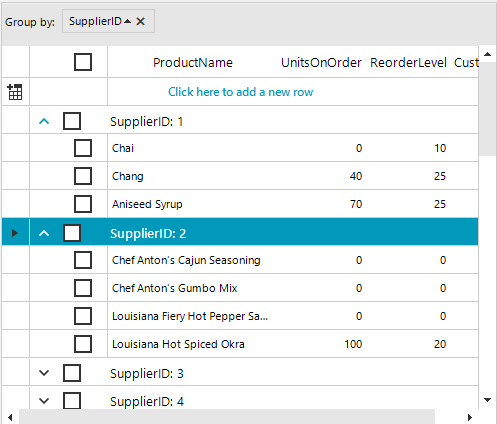 Group by: SupplierID
ProductName UnitsOnOrder ReorderLevel Cust
Click here to add a new row
SupplierID: 1
Chai 0 10
Chang 40 25
Aniseed Syrup 70 25
SupplierID: 2
Chef Anton's Cajun Seasoning 0 0
Chef Anton's Gumbo Mix 0 0
Louisiana Fiery Hot Pepper Sa... 0 0
Louisiana Hot Spiced Okra 100 20
SupplierID: 3
SupplierID: 4